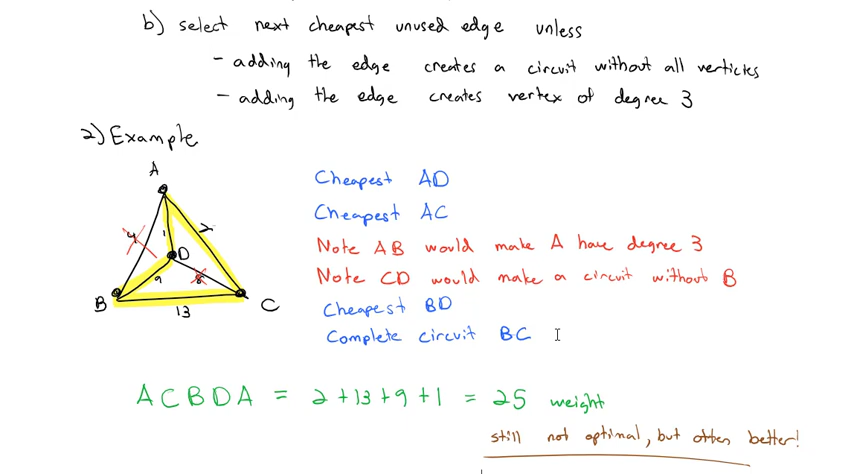 b) select next cheapest unused edge unless
- adding the edge creates a circuit without all verticies
- adding the edge creates vertex of degree 3
2) Example
A
Cheapest AD
Cheapest AC
4 1 2
Note AB would make A have degree 3
D
Note CD would make a circuit without B
9 8
B C
Cheapest BD
13
Complete circuit BC
A C B D A = 2 + 13 + 9 + 1 = 25 weight
still not optimal, but often better!